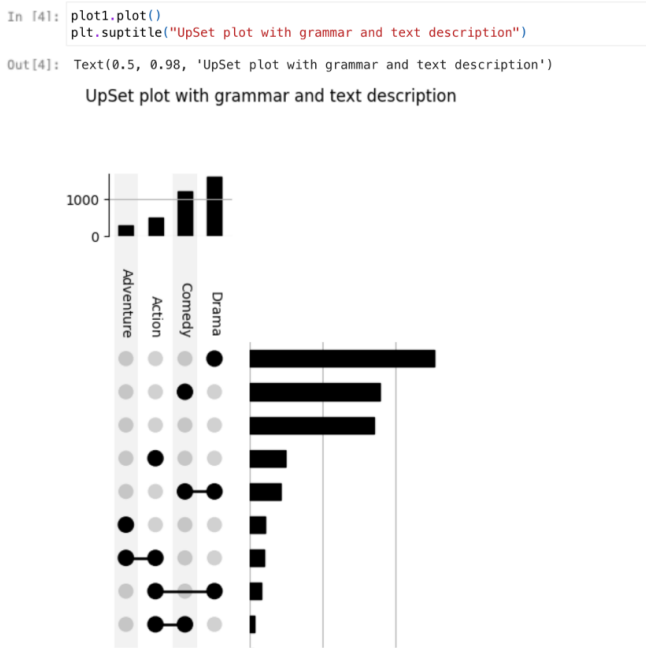 In [4]:
plot1.plot()
plt.suptitle("UpSet plot with grammar and text description")
Out[4]:
Text(0.5, 0.98, 'UpSet plot with grammar and text description')
UpSet plot with grammar and text description
1000
0
Adventure
Action
Comedy
Drama